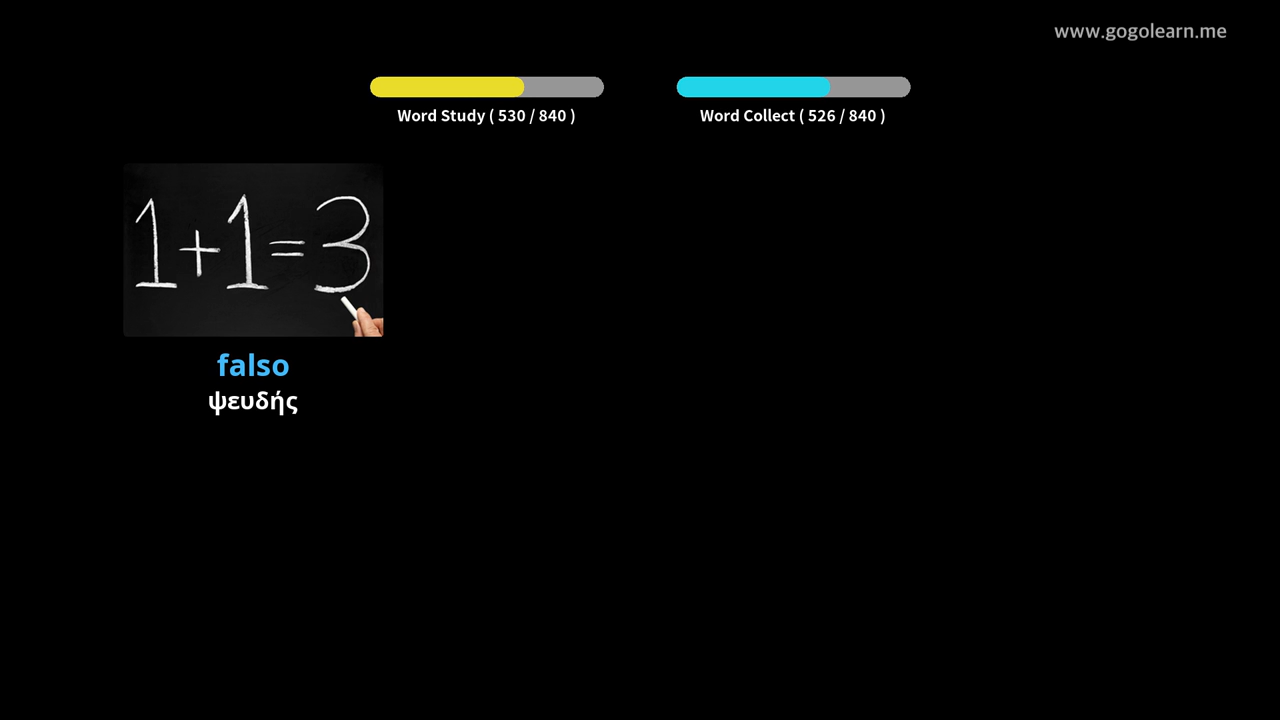 www.gogolearn.me
Word Study ( 530 / 840 )
Word Collect ( 526 / 840 )
1+1=3
falso
ψευδής